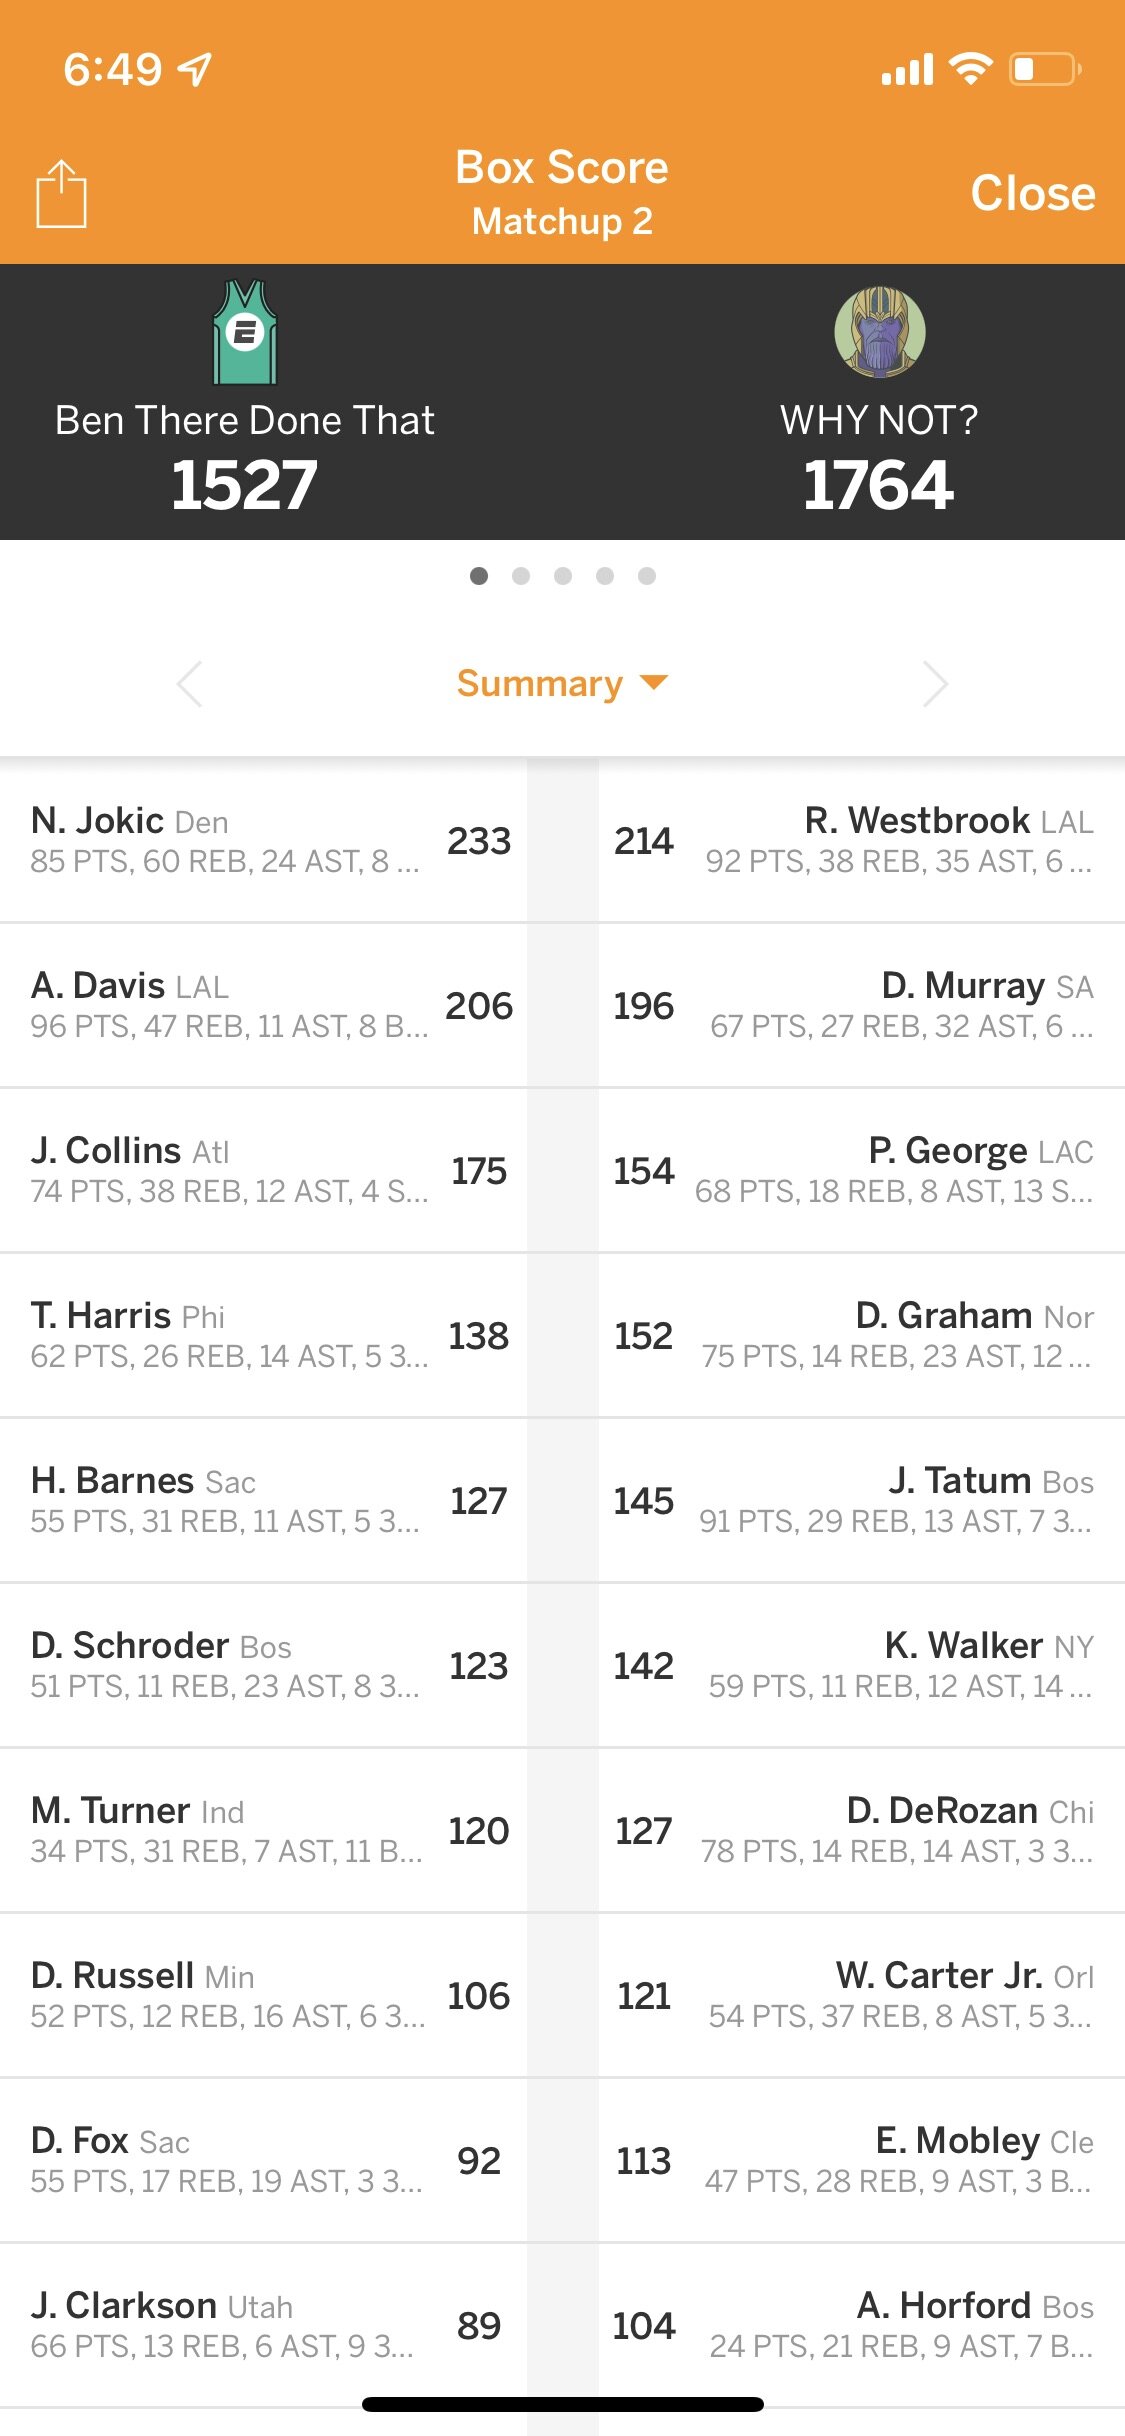 6:49
Box Score
Matchup 2
Close
E
Ben There Done That
1527
WHY NOT?
1764
Summary
N. Jokic Den
85 PTS, 60 REB, 24 AST, 8 ...
233
214
R. Westbrook LAL
92 PTS, 38 REB, 35 AST, 6 ...
A. Davis LAL
96 PTS, 47 REB, 11 AST, 8 B...
206
196
D. Murray SA
67 PTS, 27 REB, 32 AST, 6 ...
J. Collins Atl
74 PTS, 38 REB, 12 AST, 4 S...
175
154
P. George LAC
68 PTS, 18 REB, 8 AST, 13 S...
T. Harris Phi
62 PTS, 26 REB, 14 AST, 5 3...
138
152
D. Graham Nor
75 PTS, 14 REB, 23 AST, 12 ...
H. Barnes Sac
55 PTS, 31 REB, 11 AST, 5 3...
127
145
J. Tatum Bos
91 PTS, 29 REB, 13 AST, 7 3...
D. Schroder Bos
51 PTS, 11 REB, 23 AST, 8 3...
123
142
K. Walker NY
59 PTS, 11 REB, 12 AST, 14 ...
M. Turner Ind
34 PTS, 31 REB, 7 AST, 11 B...
120
127
D. DeRozan Chi
78 PTS, 14 REB, 14 AST, 3 3...
D. Russell Min
52 PTS, 12 REB, 16 AST, 6 3...
106
121
W. Carter Jr. Orl
54 PTS, 37 REB, 8 AST, 5 3...
D. Fox Sac
55 PTS, 17 REB, 19 AST, 3 3...
92
113
E. Mobley Cle
47 PTS, 28 REB, 9 AST, 3 B...
J. Clarkson Utah
66 PTS, 13 REB, 6 AST, 9 3...
89
104
A. Horford Bos
24 PTS, 21 REB, 9 AST, 7 B...